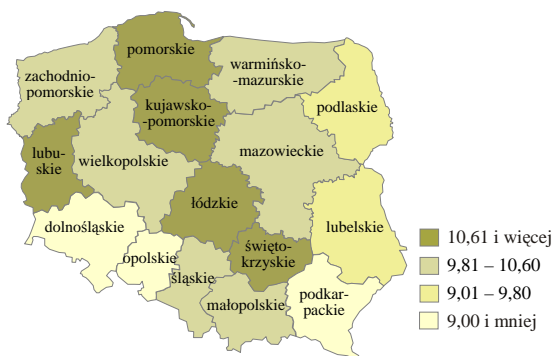 pomorskie
warmińsko-
-mazurskie
zachodnio-
pomorskie
podlaskie
kujawsko-
-pomorskie
lubu-
skie
wielkopolskie
mazowieckie
łódzkie
dolnośląskie
lubelskie
opolskie
święto-
krzyskie
śląskie
małopolskie
podkar-
packie
10,61 i więcej
9,81 – 10,60
9,01 – 9,80
9,00 i mniej